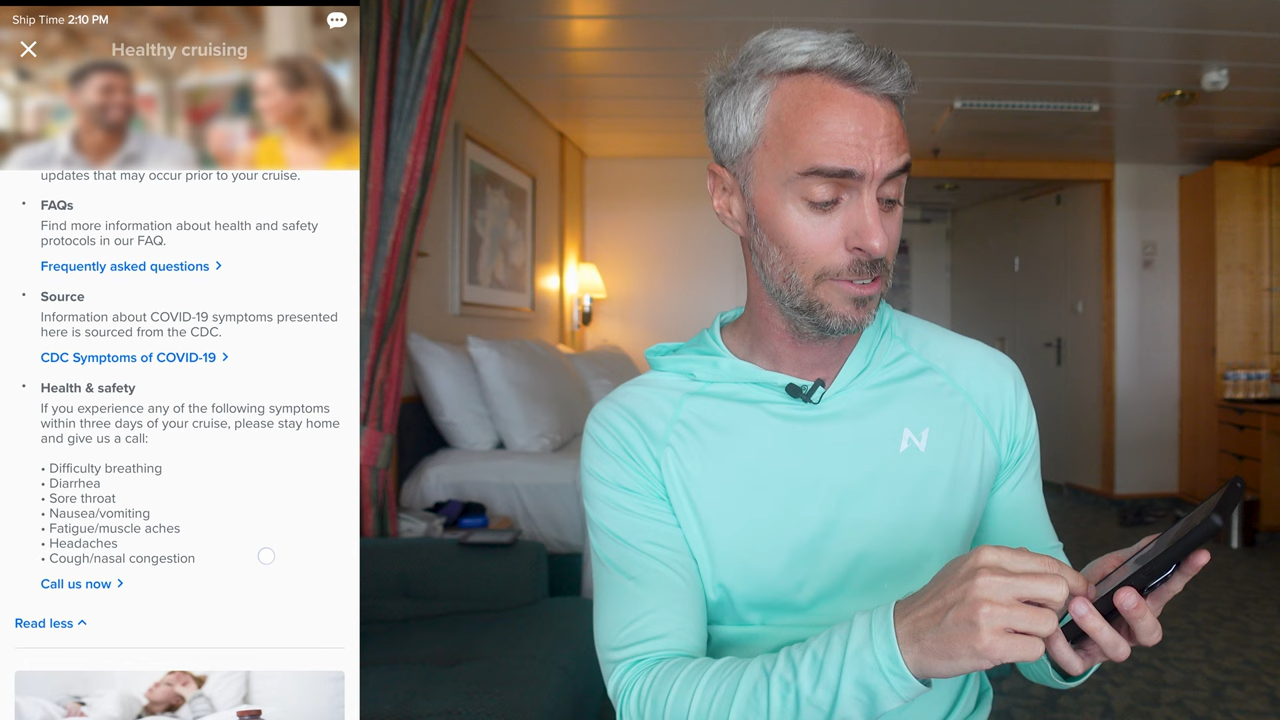 Ship Time 2:10 PM
Healthy cruising
updates that may occur prior to your cruise.
• FAQs
Find more information about health and safety
protocols in our FAQ.
Frequently asked questions >
• Source
Information about COVID-19 symptoms presented
here is sourced from the CDC.
CDC Symptoms of COVID-19 >
• Health & safety
If you experience any of the following symptoms
within three days of your cruise, please stay home
and give us a call:
• Difficulty breathing
• Diarrhea
• Sore throat
• Nausea/vomiting
• Fatigue/muscle aches
• Headaches
• Cough/nasal congestion
Call us now >
Read less
N